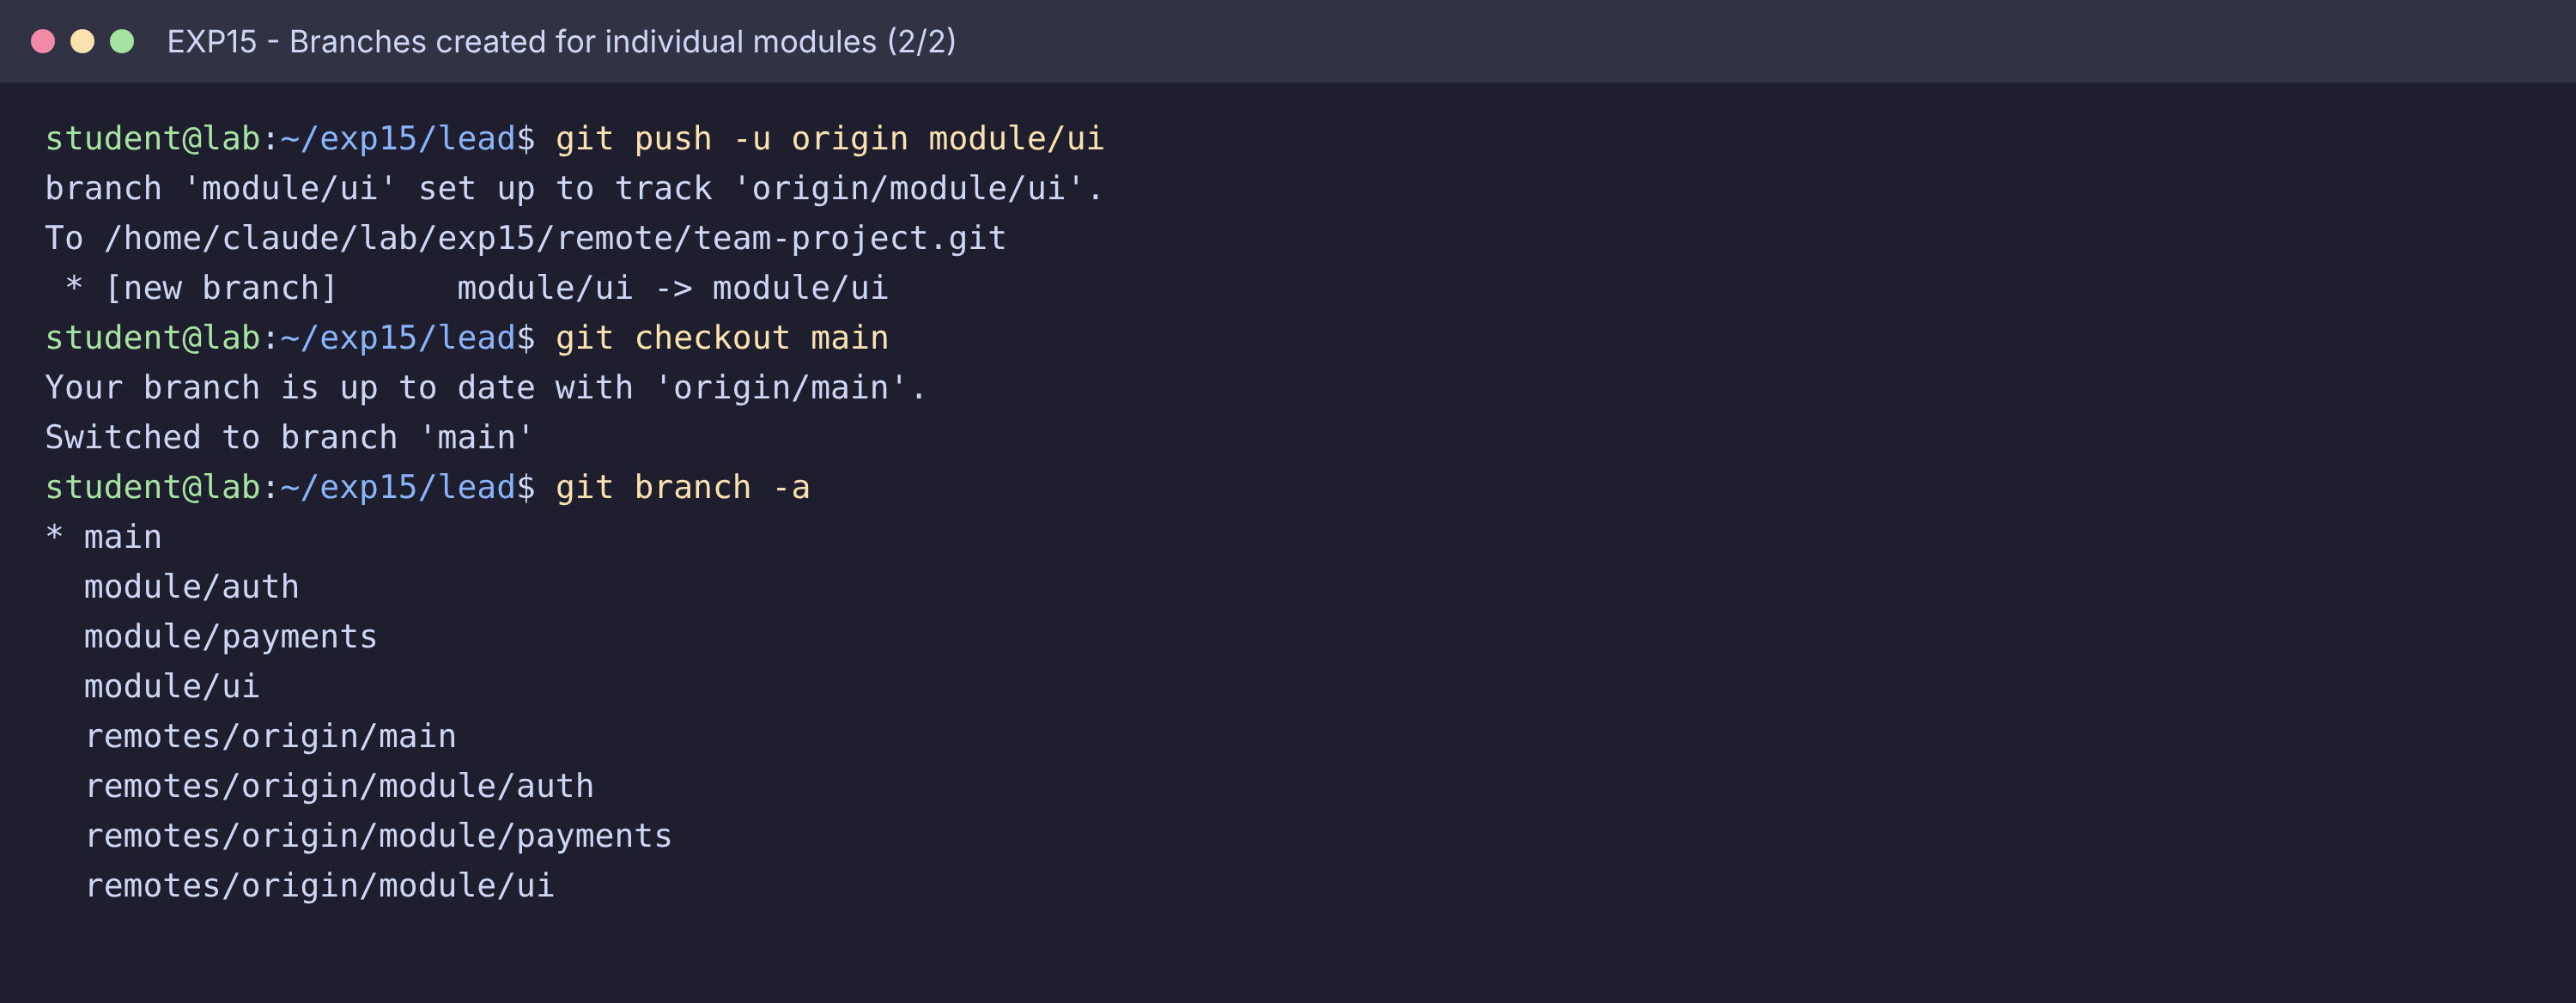 EXP15 - Branches created for individual modules (2/2)
student@lab:~/exp15/lead$ git push -u origin module/ui
branch 'module/ui' set up to track 'origin/module/ui'.
To /home/claude/lab/exp15/remote/team-project.git
 * [new branch]      module/ui -> module/ui
student@lab:~/exp15/lead$ git checkout main
Your branch is up to date with 'origin/main'.
Switched to branch 'main'
student@lab:~/exp15/lead$ git branch -a
* main
  module/auth
  module/payments
  module/ui
  remotes/origin/main
  remotes/origin/module/auth
  remotes/origin/module/payments
  remotes/origin/module/ui